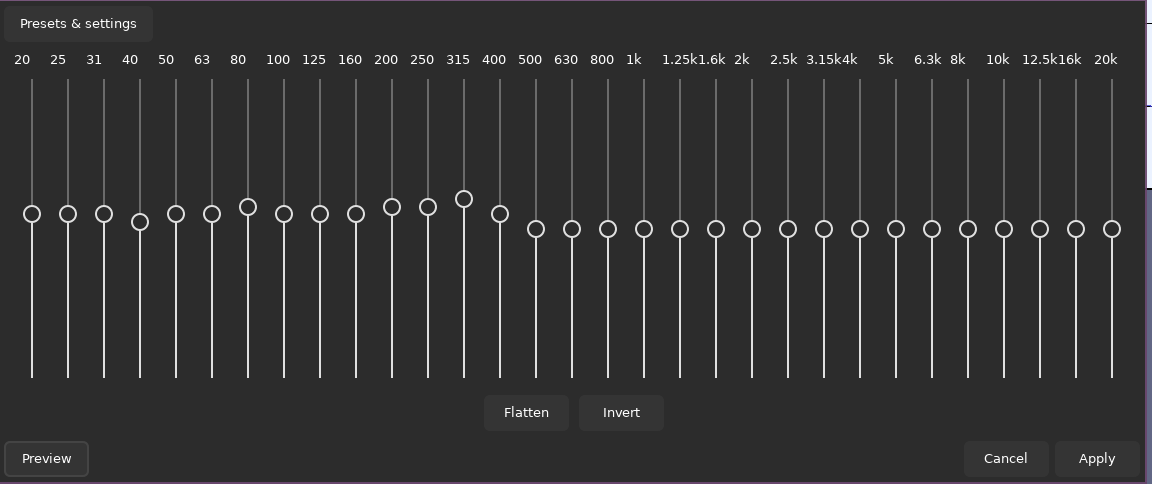 Presets & settings
20 25 31 40 50 63 80 100 125 160 200 250 315 400 500 630 800 1k 1.25k 1.6k 2k 2.5k 3.15k 4k 5k 6.3k 8k 10k 12.5k 16k 20k
Flatten Invert
Preview Cancel Apply